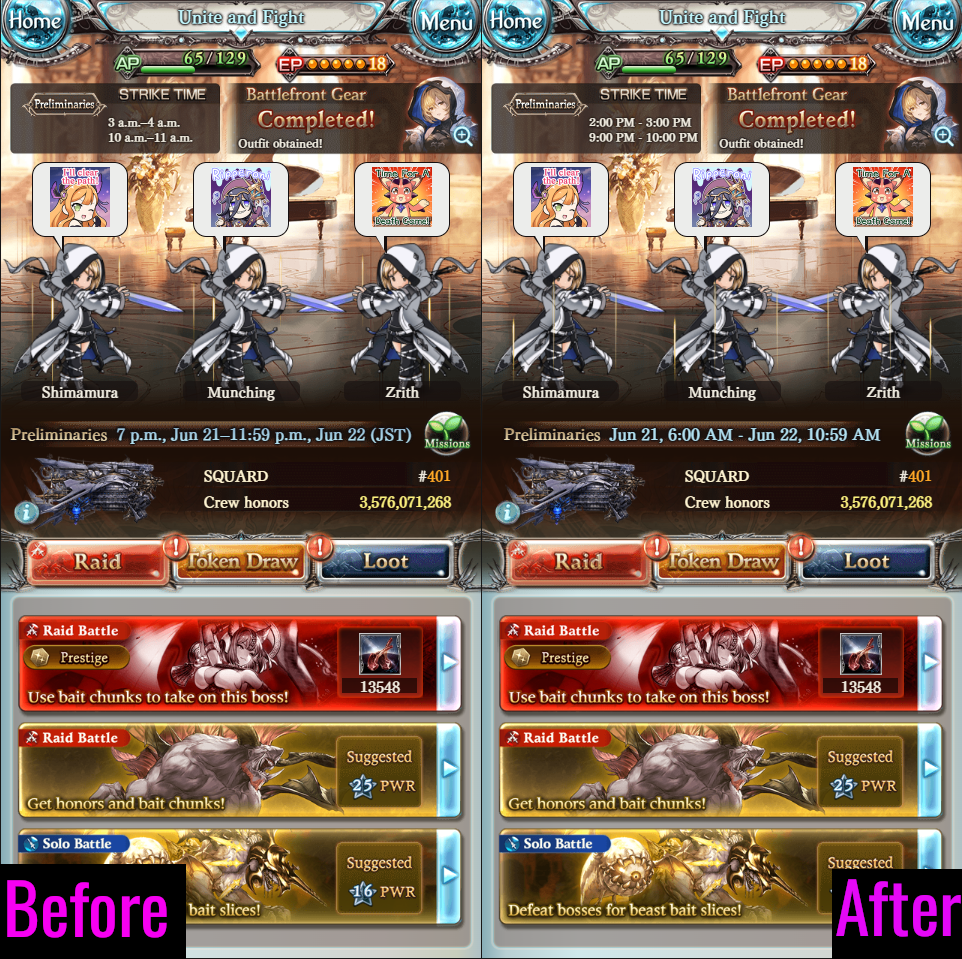 Home
Unite and Fight
Menu
AP 65/129
EP 18
Preliminaries
STRIKE TIME
3 a.m.–4 a.m.
10 a.m.–11 a.m.
Battlefront Gear
Completed!
Outfit obtained!
I'll clear
the path!
Ripperoni
Time For A
Death Game!
Shimamura
Munching
Zrith
Preliminaries 7 p.m., Jun 21–11:59 p.m., Jun 22 (JST)
Missions
SQUARD
#401
Crew honors
3,576,071,268
Raid
Token Draw
Loot
Raid Battle
Prestige
Use bait chunks to take on this boss!
13548
Raid Battle
Get honors and bait chunks!
Suggested
25 PWR
Solo Battle
bait slices!
Suggested
16 PWR
Before
Home
Unite and Fight
Menu
AP 65/129
EP 18
Preliminaries
STRIKE TIME
2:00 PM - 3:00 PM
9:00 PM - 10:00 PM
Battlefront Gear
Completed!
Outfit obtained!
I'll clear
the path!
Ripperoni
Time For A
Death Game!
Shimamura
Munching
Zrith
Preliminaries Jun 21, 6:00 AM - Jun 22, 10:59 AM
Missions
SQUARD
#401
Crew honors
3,576,071,268
Raid
Token Draw
Loot
Raid Battle
Prestige
Use bait chunks to take on this boss!
13548
Raid Battle
Get honors and bait chunks!
Suggested
25 PWR
Solo Battle
Defeat bosses for beast bait slices!
Suggested
After